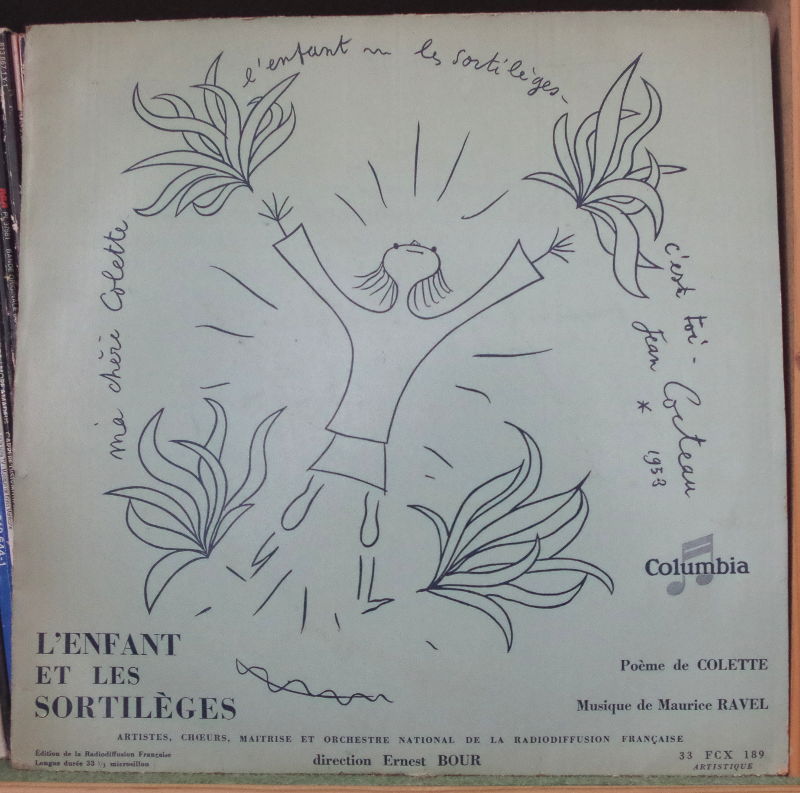 l'enfant et les sortilèges.
ma chérie Colette
c'est toi -
Jean Cocteau
* 1953
Columbia
L'ENFANT
ET LES
SORTILÈGES
Poème de COLETTE
Musique de Maurice RAVEL
ARTISTES, CHŒURS, MAITRISE ET ORCHESTRE NATIONAL DE LA RADIODIFFUSION FRANÇAISE
Édition de la Radiodiffusion Française
Longue durée 33 ⅓ microsillon
direction Ernest BOUR
33 FCX 189
ARTISTIQUE